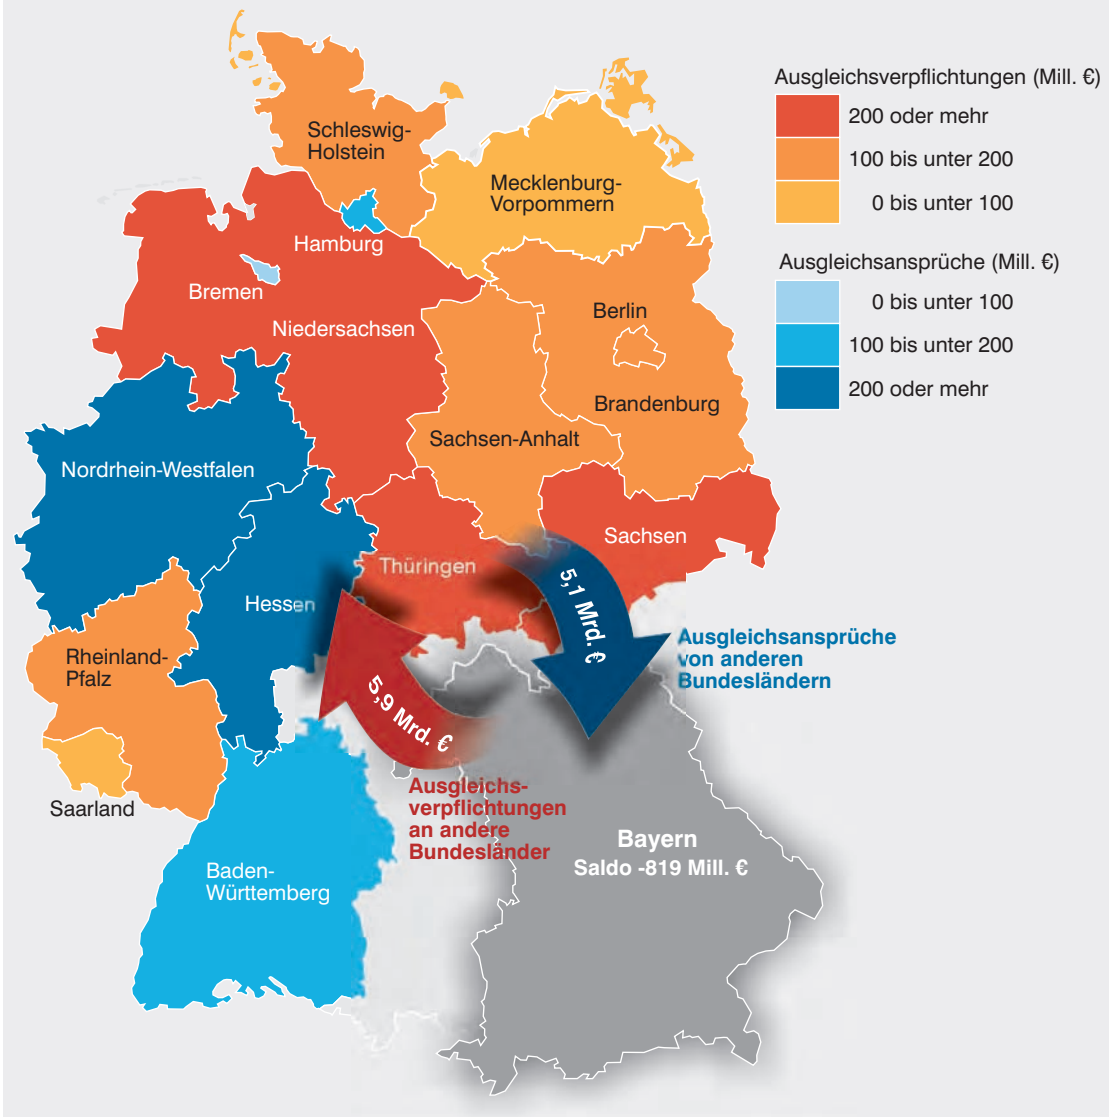 Ausgleichsverpflichtungen (Mill. €)
200 oder mehr
100 bis unter 200
0 bis unter 100
Ausgleichsansprüche (Mill. €)
0 bis unter 100
100 bis unter 200
200 oder mehr
Schleswig-
Holstein
Mecklenburg-
Vorpommern
Hamburg
Bremen
Niedersachsen
Berlin
Brandenburg
Sachsen-Anhalt
Nordrhein-Westfalen
Sachsen
Thüringen
Hessen
5,1 Mrd. €
Ausgleichsansprüche
von anderen
Bundesländern
Rheinland-
Pfalz
5,9 Mrd. €
Saarland
Ausgleichs-
verpflichtungen
an andere
Bundesländer
Bayern
Saldo -819 Mill. €
Baden-
Württemberg